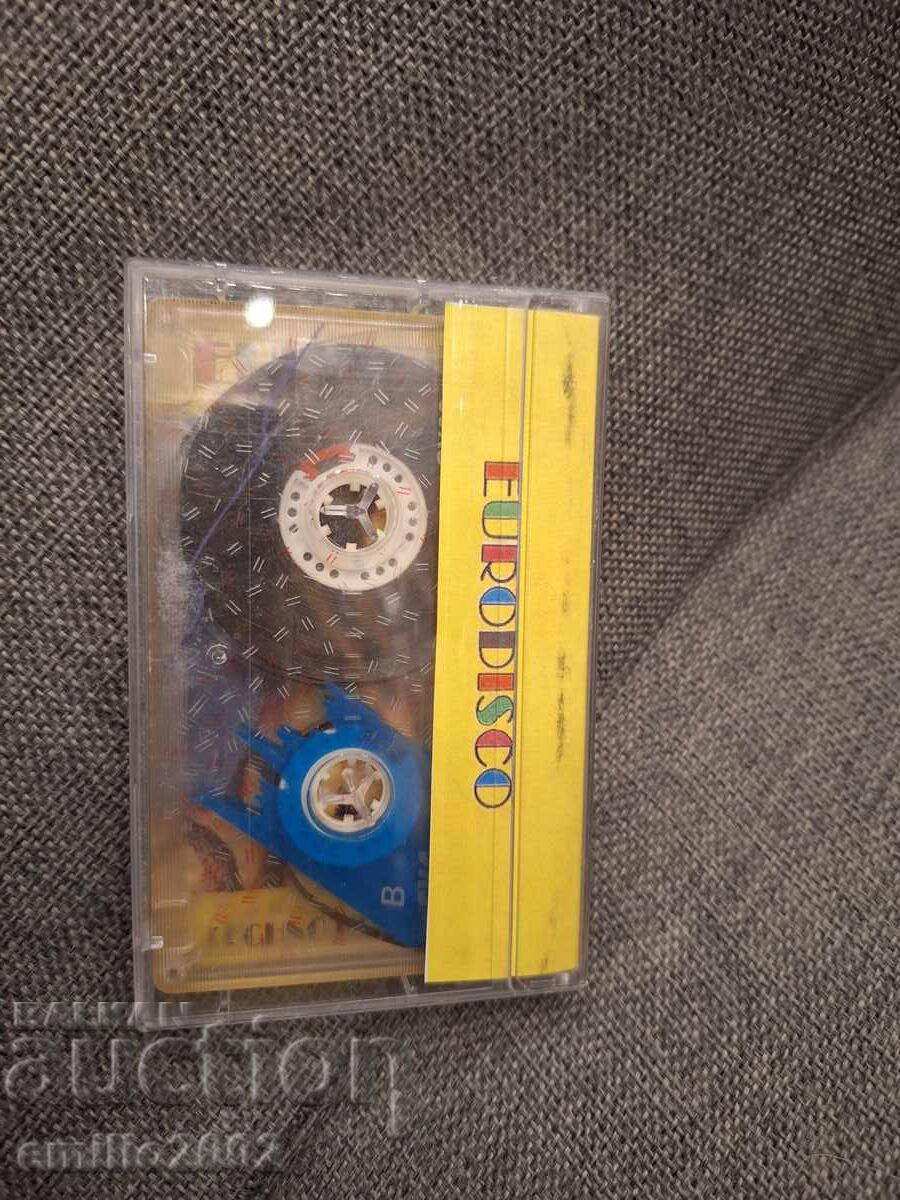 EURODISCO
B
BALKAN
auction
emilio2002